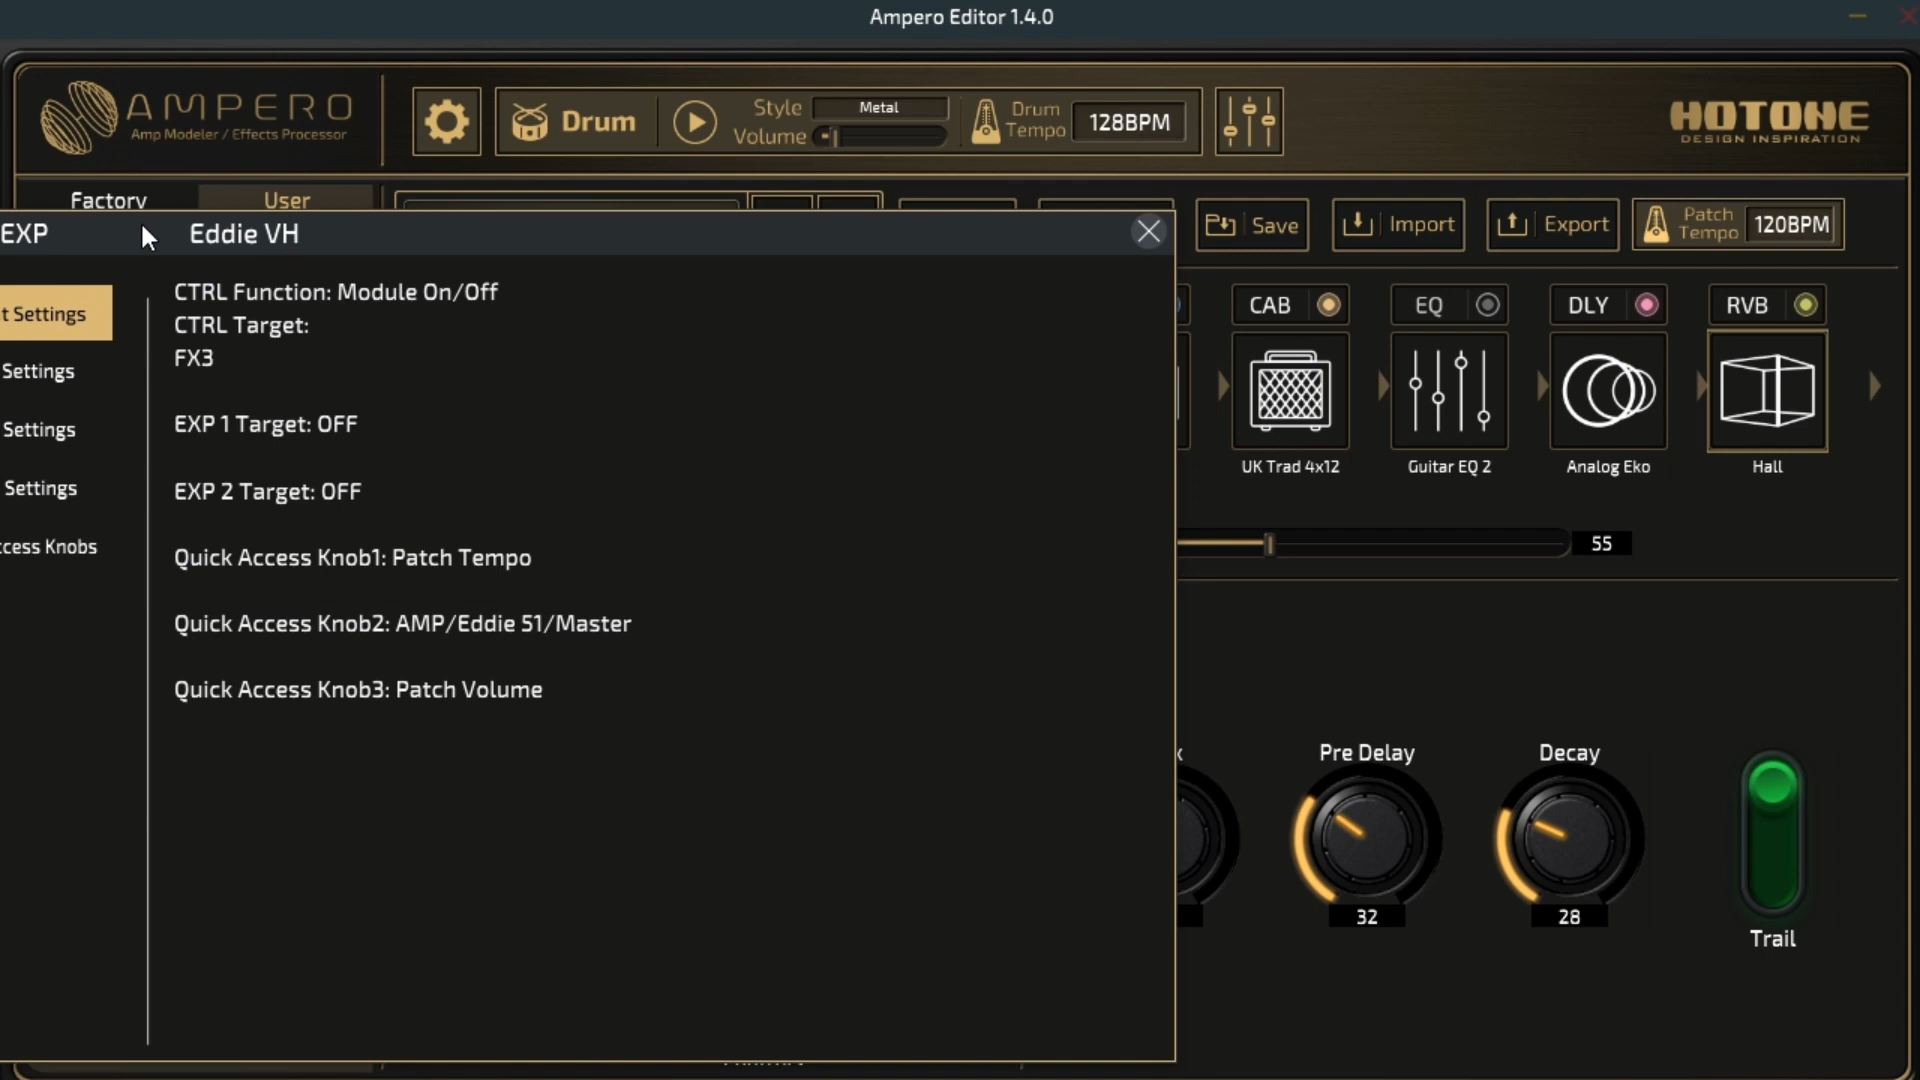 Ampero Editor 1.4.0
AMPERO
Amp Modeler / Effects Processor
Drum
Style
Metal
Volume
Drum
Tempo
128BPM
HOTONE
DESIGN INSPIRATION
Factory
User
Save
Import
Export
Patch
Tempo
120BPM
EXP
Eddie VH
t Settings
Settings
Settings
Settings
cess Knobs
CTRL Function: Module On/Off
CTRL Target:
FX3
EXP 1 Target: OFF
EXP 2 Target: OFF
Quick Access Knob1: Patch Tempo
Quick Access Knob2: AMP/Eddie 51/Master
Quick Access Knob3: Patch Volume
CAB
EQ
DLY
RVB
UK Trad 4x12
Guitar EQ 2
Analog Eko
Hall
55
x
Pre Delay
Decay
32
28
Trail